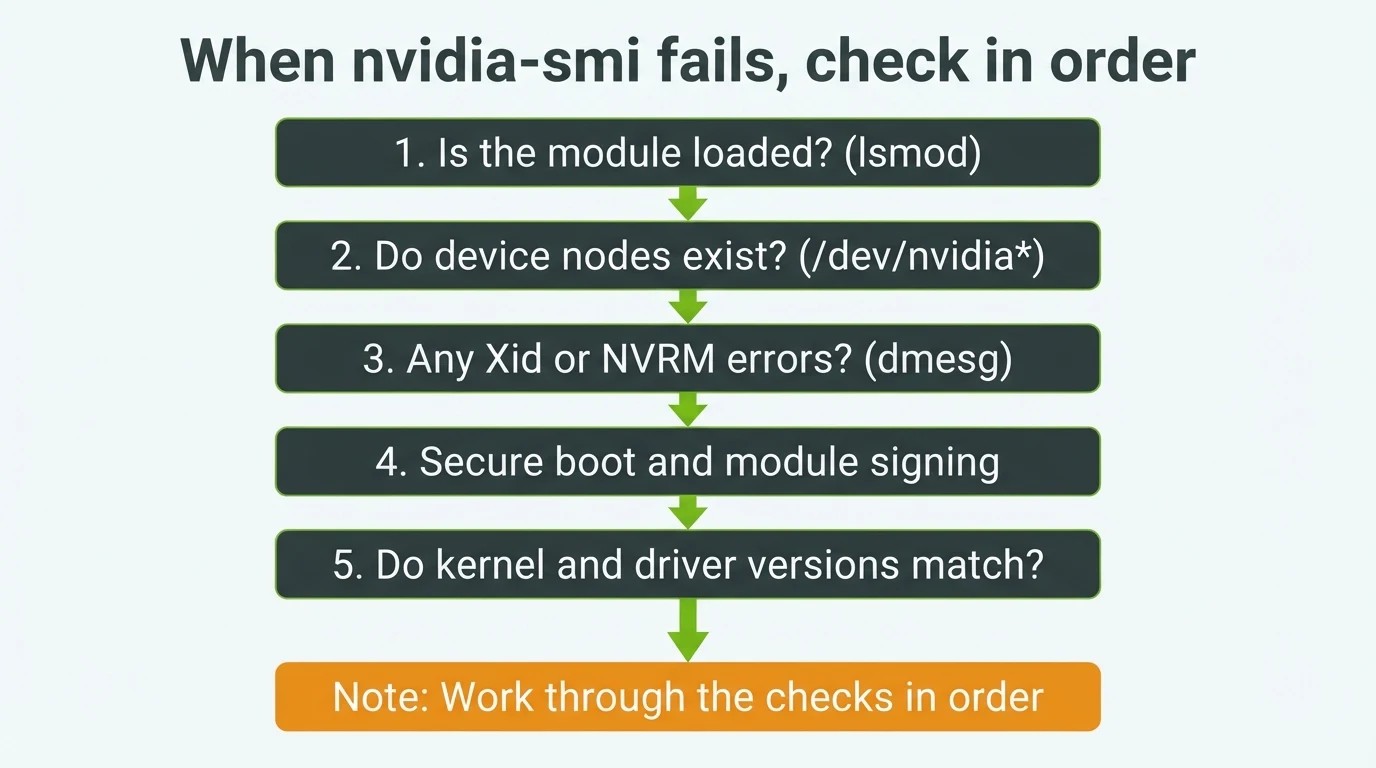 When nvidia-smi fails, check in order
1. Is the module loaded? (lsmod)
2. Do device nodes exist? (/dev/nvidia*)
3. Any Xid or NVRM errors? (dmesg)
4. Secure boot and module signing
5. Do kernel and driver versions match?
Note: Work through the checks in order